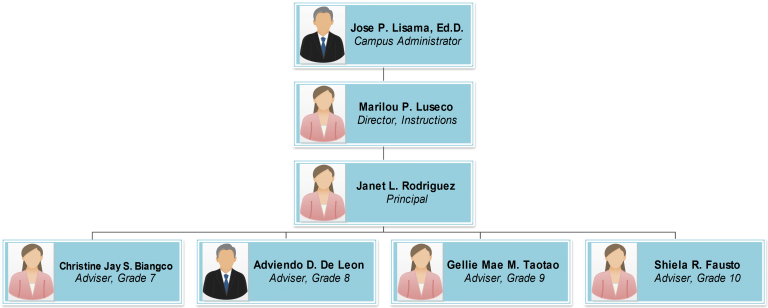 Jose P. Lisama, Ed.D.
Campus Administrator
Marilou P. Luseco
Director, Instructions
Janet L. Rodriguez
Principal
Christine Jay S. Biangco
Adviser, Grade 7
Adviendo D. De Leon
Adviser, Grade 8
Gellie Mae M. Taotao
Adviser, Grade 9
Shiela R. Fausto
Adviser, Grade 10